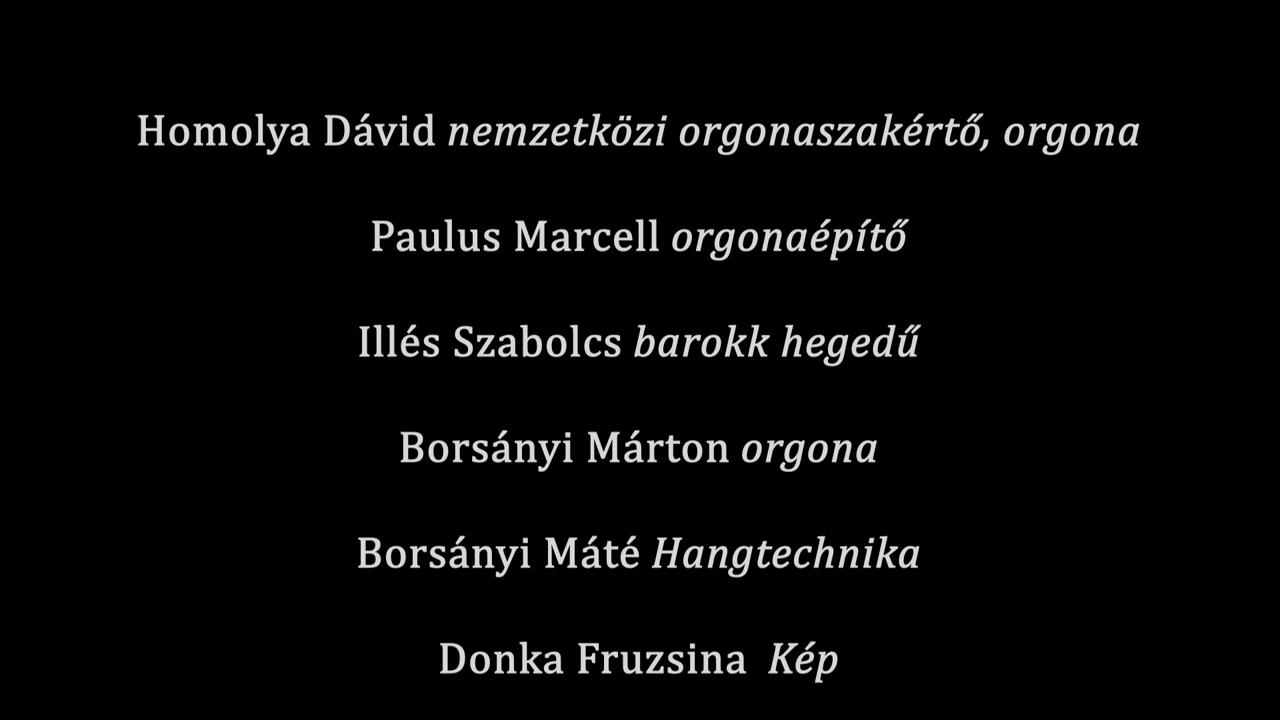 Homolya Dávid nemzetközi orgonaszakértő, orgona
Paulus Marcell orgonaépítő
Illés Szabolcs barokk hegedű
Borsányi Márton orgona
Borsányi Máté Hangtechnika
Donka Fruzsina Kép